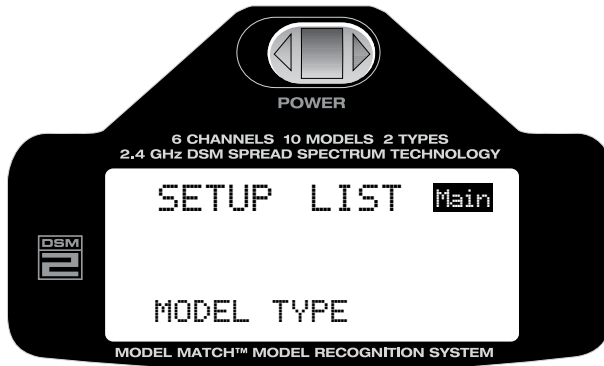 POWER
6 CHANNELS 10 MODELS 2 TYPES
2.4 GHz DSM SPREAD SPECTRUM TECHNOLOGY
SETUP LIST Main
DSM
2
MODEL TYPE
MODEL MATCH™ MODEL RECOGNITION SYSTEM